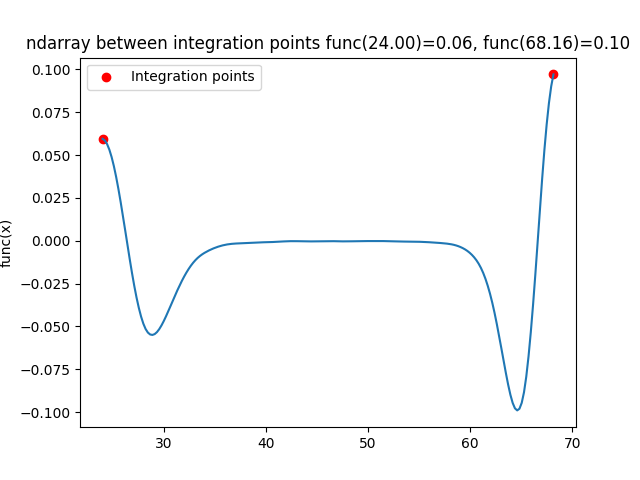 ndarray between integration points func(24.00)=0.06, func(68.16)=0.10
Integration points
func(x)
0.100
0.075
0.050
0.025
0.000
−0.025
−0.050
−0.075
−0.100
30 40 50 60 70